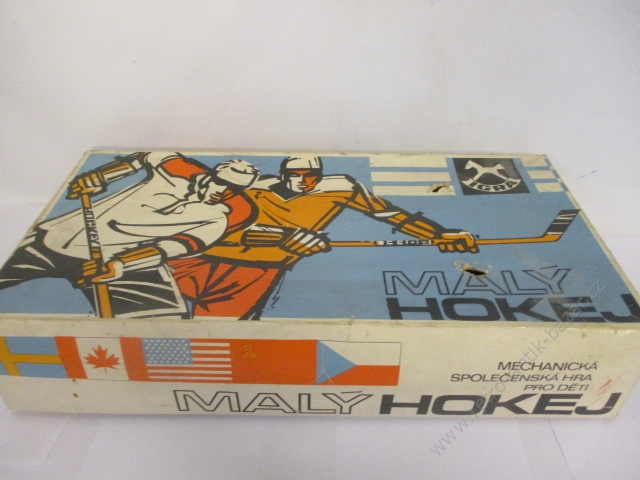 IGRA
MALÝ
HOKEJ
MECHANICKÁ
SPOLEČENSKÁ HRA
PRO DĚTI
MALÝ HOKEJ